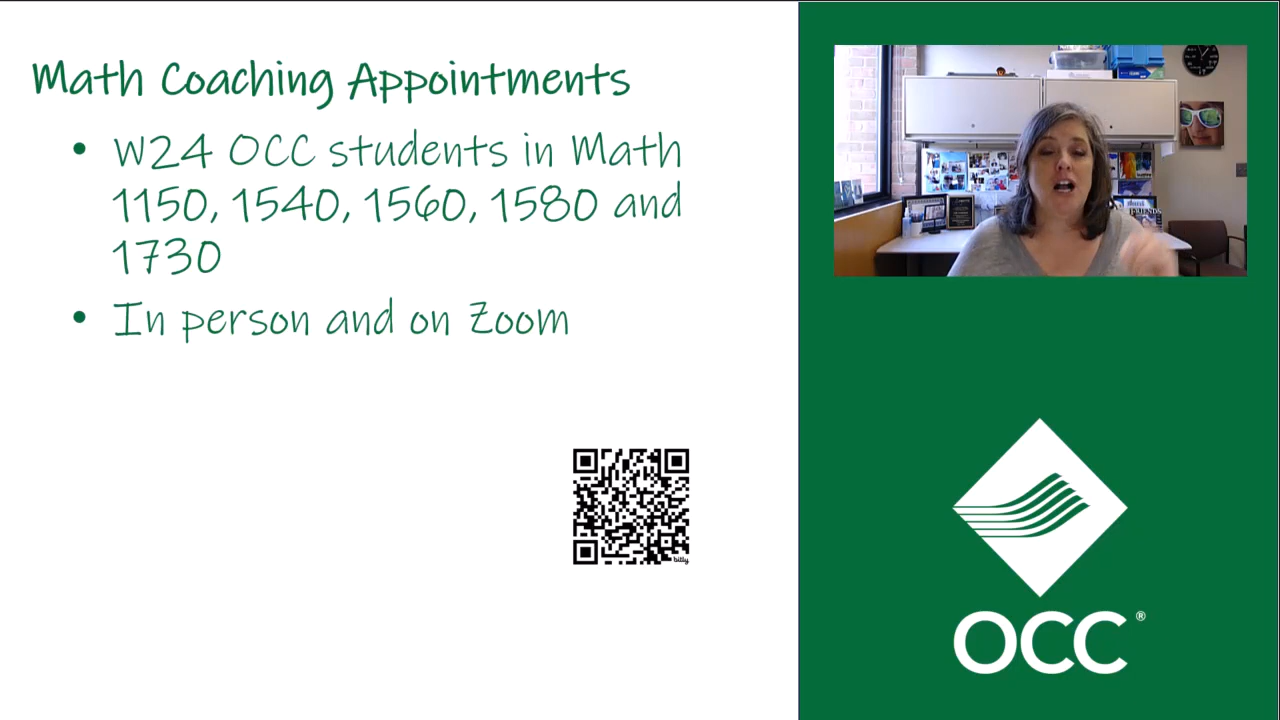 Math Coaching Appointments
• W24 OCC students in Math
1150, 1540, 1560, 1580 and
1730
• In person and on Zoom
bitly
FRIENDS
OCC®